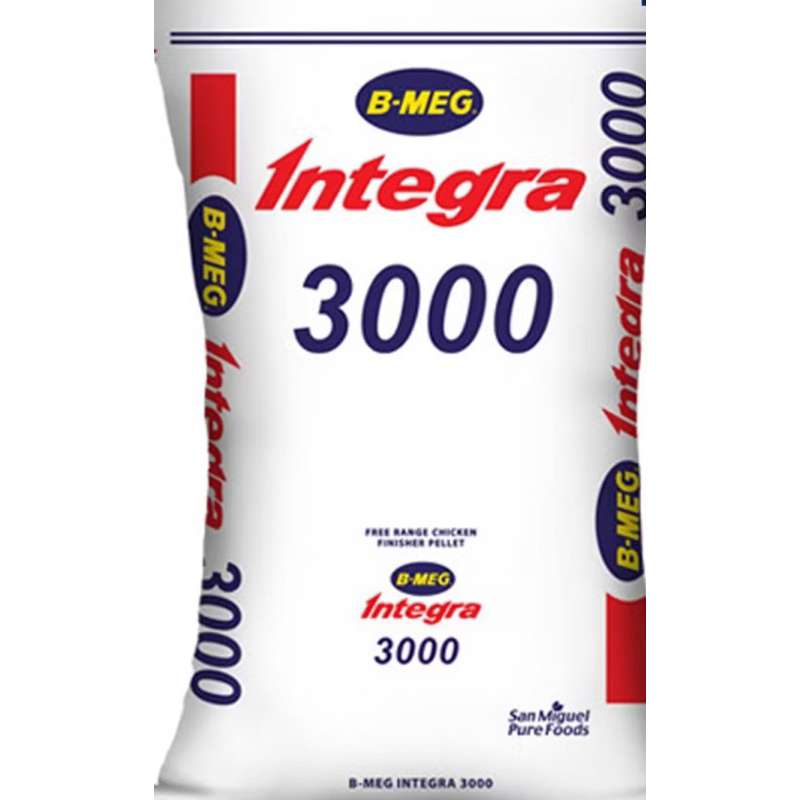 B-MEG.
Integra
3000
B-MEG.
Integra
3000
3000
Integra
B-MEG
FREE RANGE CHICKEN
FINISHER PELLET
B-MEG.
Integra
3000
San Miguel
Pure Foods
B-MEG INTEGRA 3000